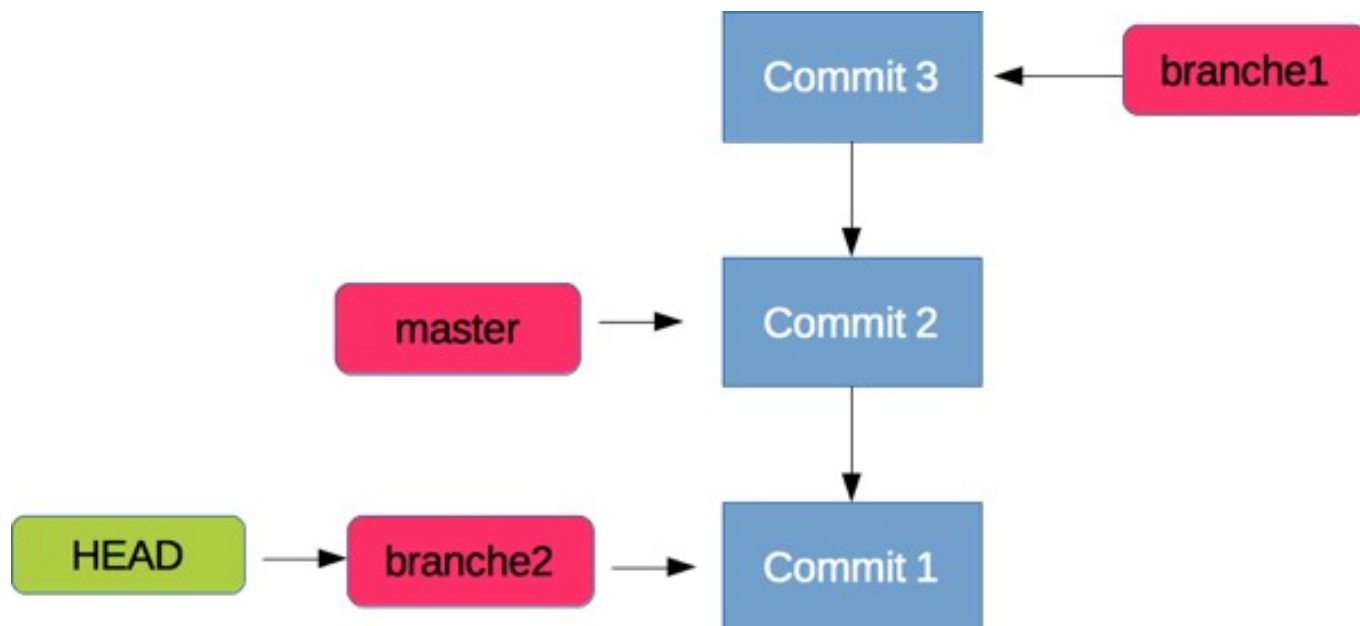 Commit 3
branche1
master
Commit 2
HEAD
branche2
Commit 1